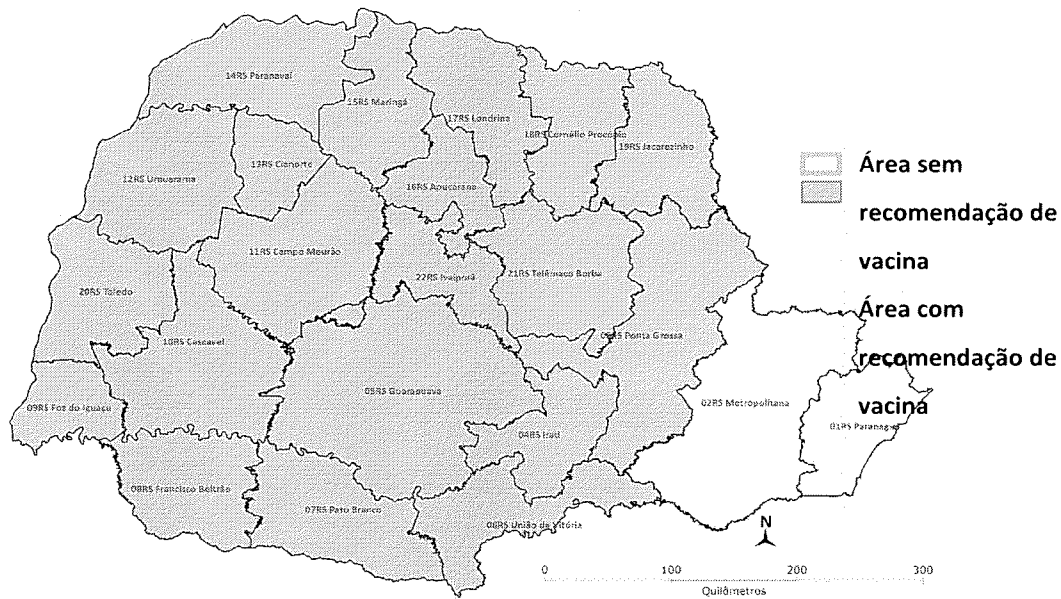 14RS Paranavaí
15RS Maringá
17RS Londrina
18RS Cornélio Procópio
19RS Jacarezinho
13RS Cianorte
12RS Umuarama
16RS Apucarana
11RS Campo Mourão
22RS Ivaiporã
21RS Telêmaco Borba
20RS Toledo
10RS Cascavel
03RS Ponta Grossa
05RS Guarapuava
09RS Foz do Iguaçu
02RS Metropolitana
01RS Paranaguá
04RS Irati
08RS Francisco Beltrão
07RS Pato Branco
06RS União da Vitória
Área sem
recomendação de
vacina
Área com
recomendação de
vacina
N
0 100 200 300
Quilômetros